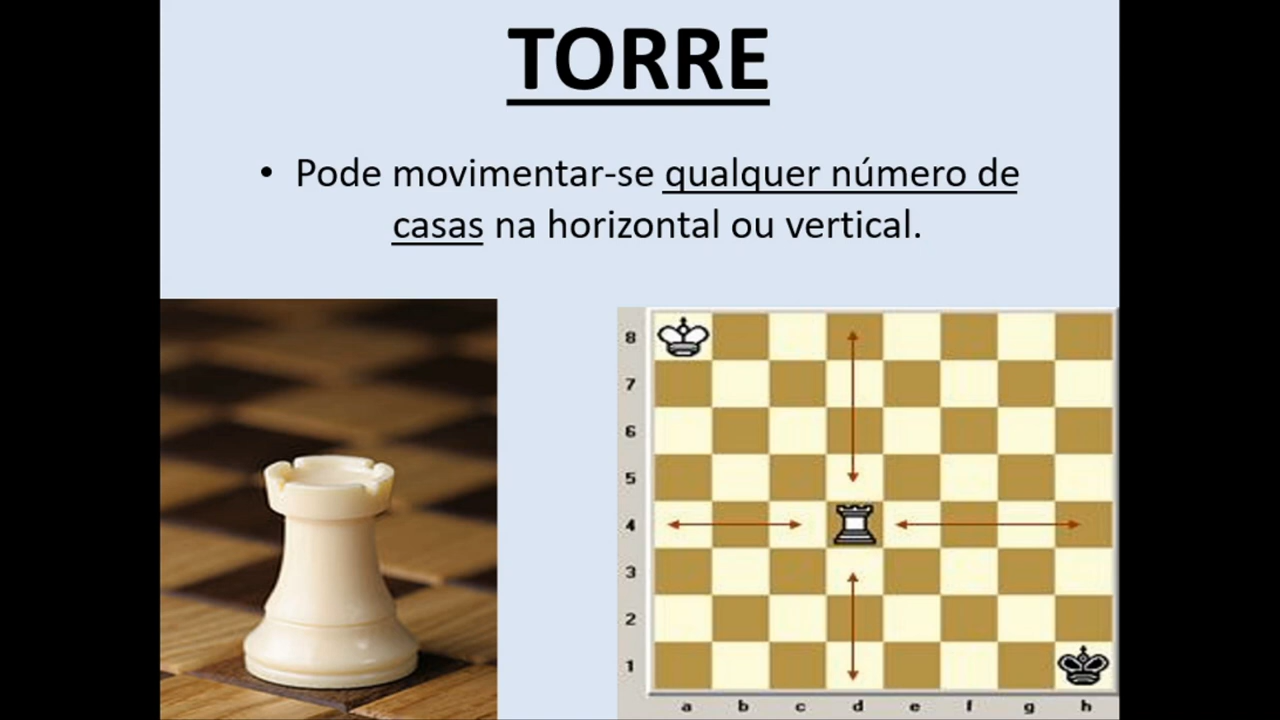 TORRE
• Pode movimentar-se qualquer número de
casas na horizontal ou vertical.
8
7
6
5
4
3
2
1
a b c d e f g h